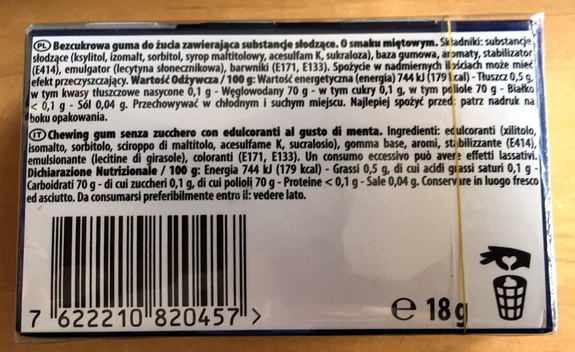 PL Bezcukrowa guma do żucia zawierająca substancje słodzące. O smaku miętowym. Składniki: substancje
słodzące (ksylitol, izomalt, sorbitol, syrop maltitolowy, acesulfam K, sukraloza), baza gumowa, aromaty, stabilizator
(E414), emulgator (lecytyna słonecznikowa), barwniki (E171, E133). Spożycie w nadmiernych ilościach może mieć
efekt przeczyszczający. Wartość Odżywcza / 100 g: Wartość energetyczna (energia) 744 kJ (179 kcal) - Tłuszcz 0,5 g,
w tym kwasy tłuszczowe nasycone 0,1 g - Węglowodany 70 g - w tym cukry 0,1 g, w tym poliole 70 g - Białko
< 0,1 g - Sól 0,04 g. Przechowywać w chłodnym i suchym miejscu. Najlepiej spożyć przed: patrz nadruk na
boku opakowania.
IT Chewing gum senza zucchero con edulcoranti al gusto di menta. Ingredienti: edulcoranti (xilitolo,
isomalto, sorbitolo, sciroppo di maltitolo, acesulfame K, sucralosio), gomma base, aromi, stabilizzante (E414),
emulsionante (lecitine di girasole), coloranti (E171, E133). Un consumo eccessivo può avere effetti lassativi.
Dichiarazione Nutrizionale / 100 g: Energia 744 kJ (179 kcal) - Grassi 0,5 g, di cui acidi grassi saturi 0,1 g -
Carboidrati 70 g - di cui zuccheri 0,1 g, di cui polioli 70 g - Proteine < 0,1 g - Sale 0,04 g. Conservare in luogo fresco
ed asciutto. Da consumarsi preferibilmente entro il: vedere lato.
7 622210 820457 >
e 18 g